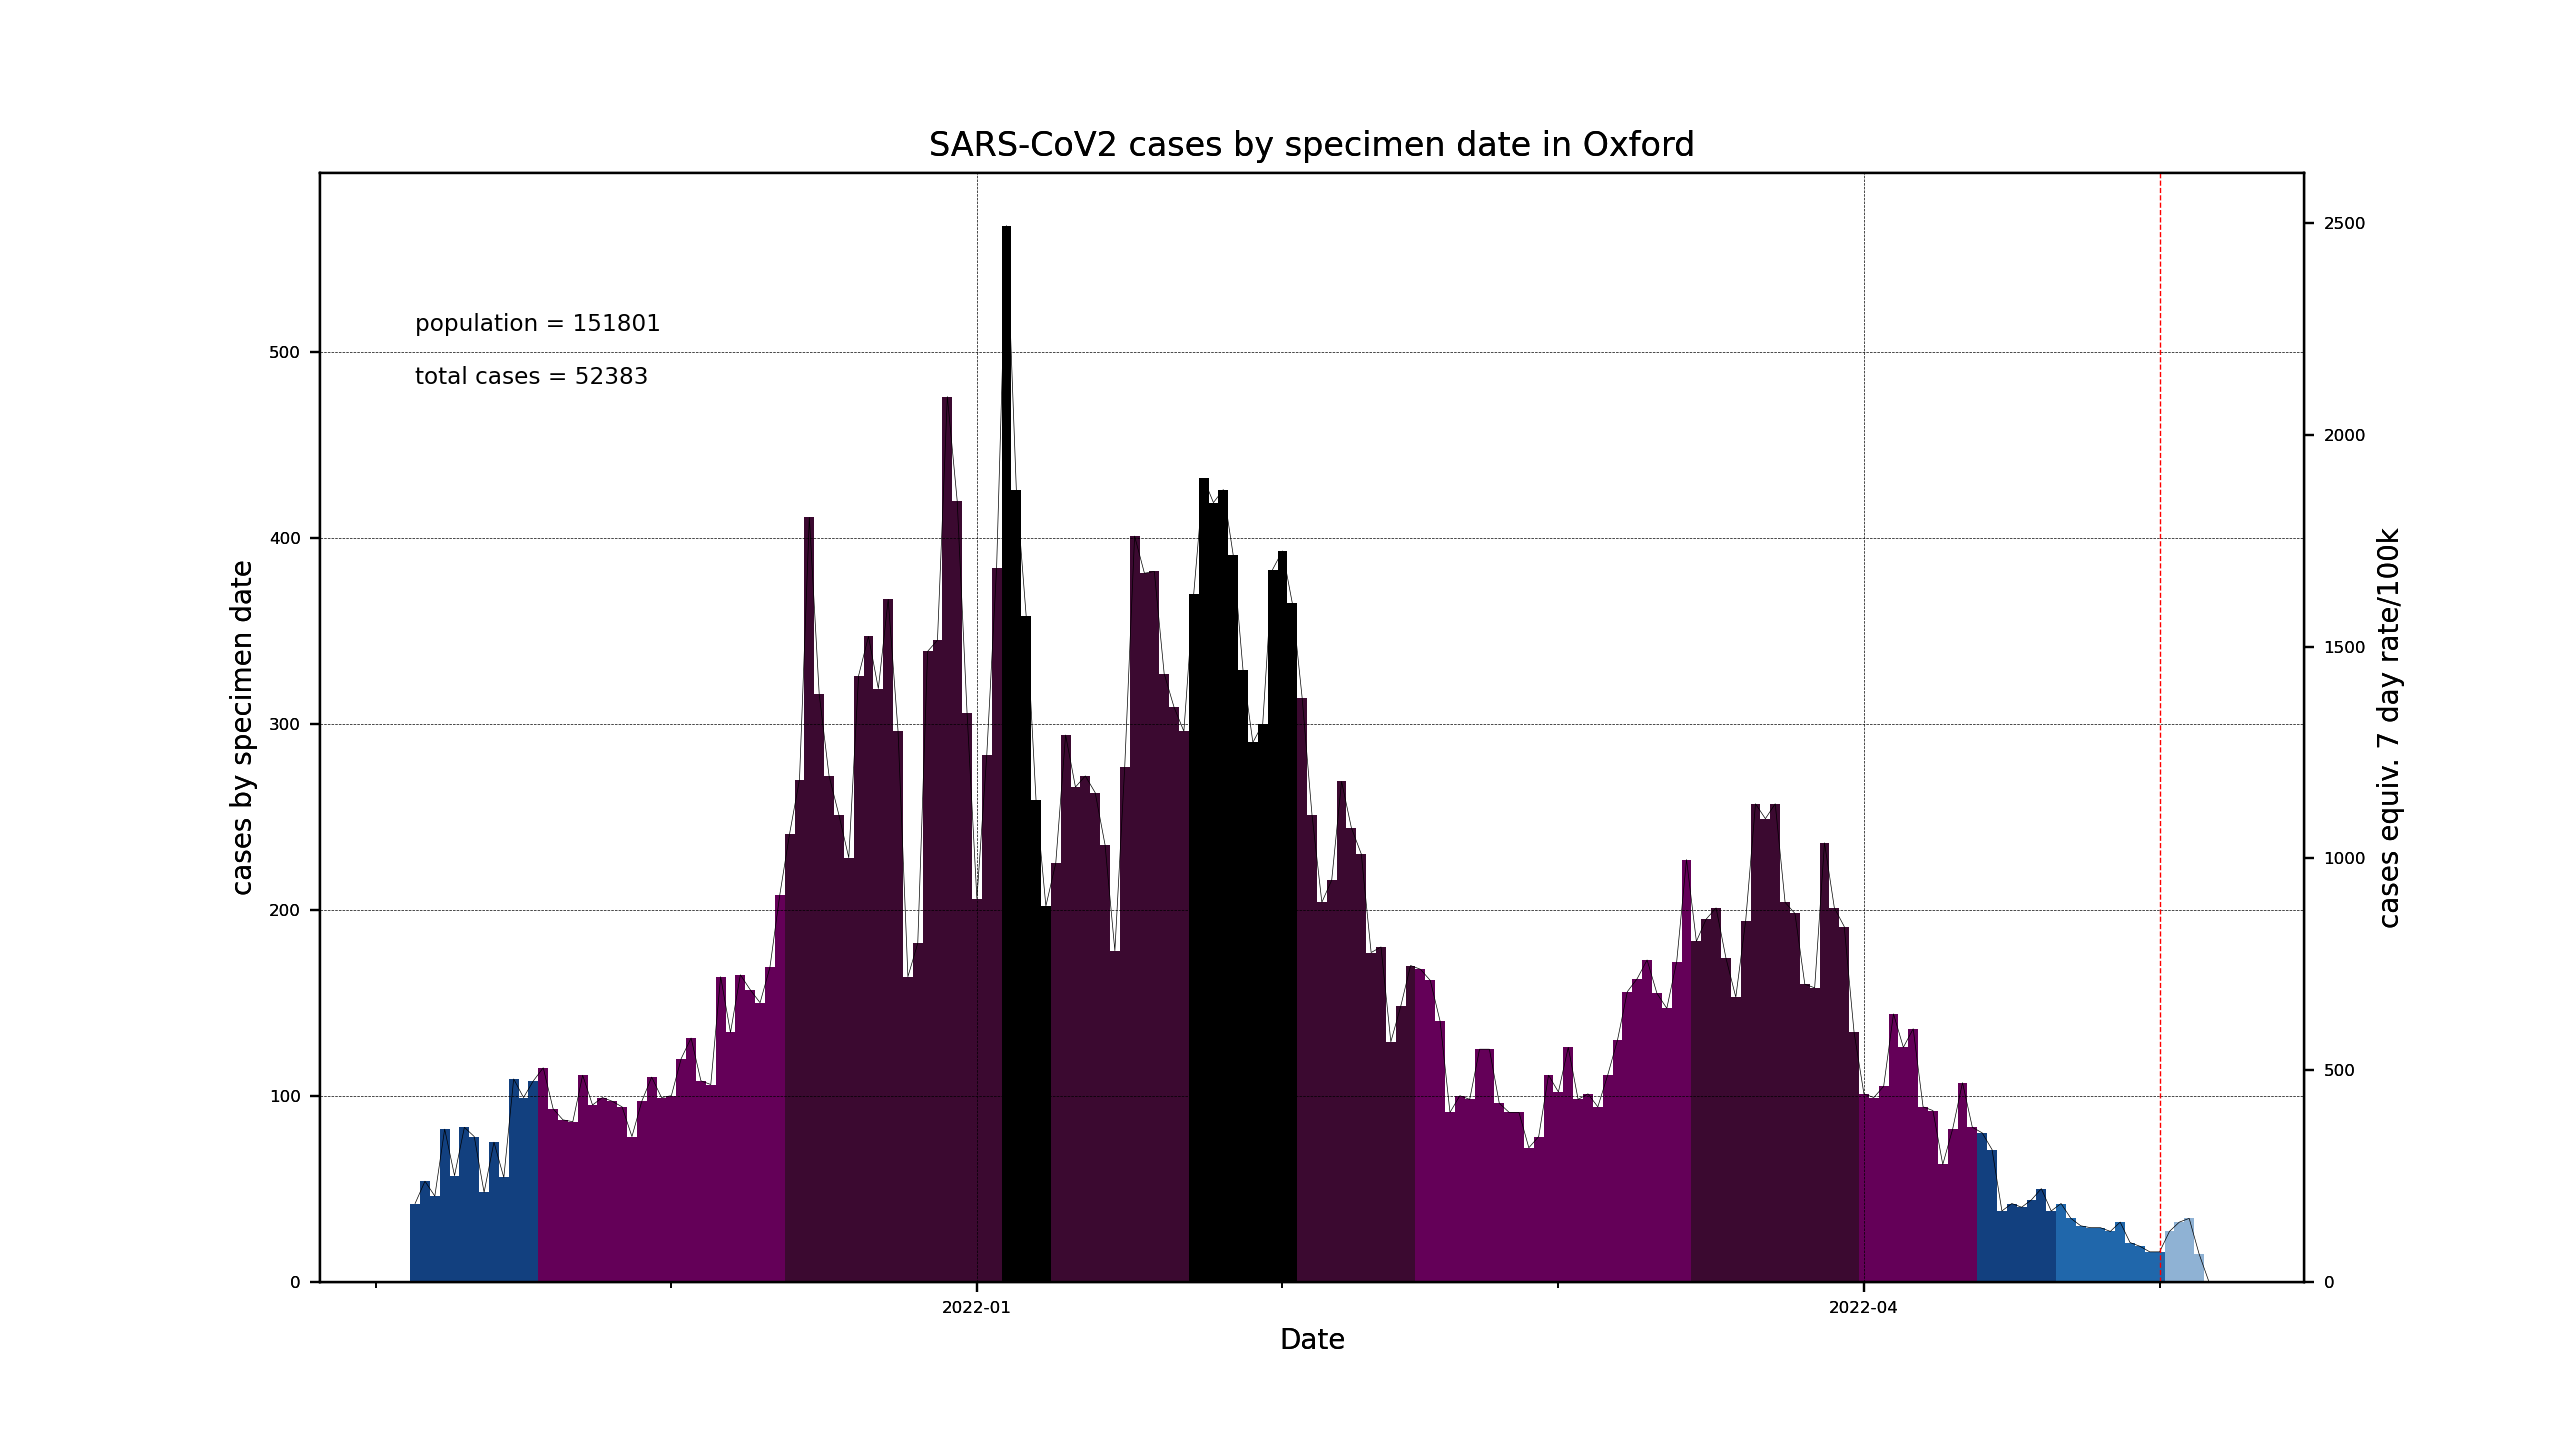 SARS-CoV2 cases by specimen date in Oxford
population = 151801
total cases = 52383
cases by specimen date
500
400
300
200
100
0
2500
2000
1500
1000
500
0
cases equiv. 7 day rate/100k
2022-01
2022-04
Date